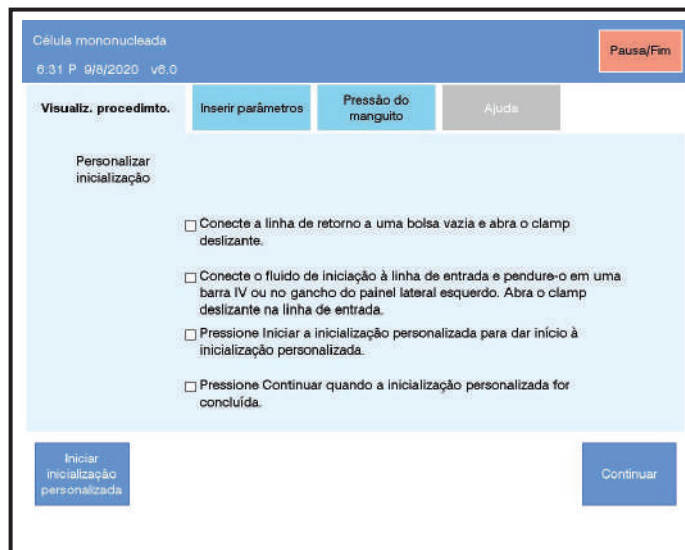 Célula mononucleada
Pausa/Fim
6:31 P 9/8/2020 v6.0
Visualiz. procedimto.
Inserir parâmetros
Pressão do
manguito
Ajuda
Personalizar
inicialização
Conecte a linha de retorno a uma bolsa vazia e abra o clamp
deslizante.
Conecte o fluido de iniciação à linha de entrada e pendure-o em uma
barra IV ou no gancho do painel lateral esquerdo. Abra o clamp
deslizante na linha de entrada.
Pressione Iniciar a inicialização personalizada para dar início à
inicialização personalizada.
Pressione Continuar quando a inicialização personalizada for
concluída.
Iniciar
inicialização
personalizada
Continuar